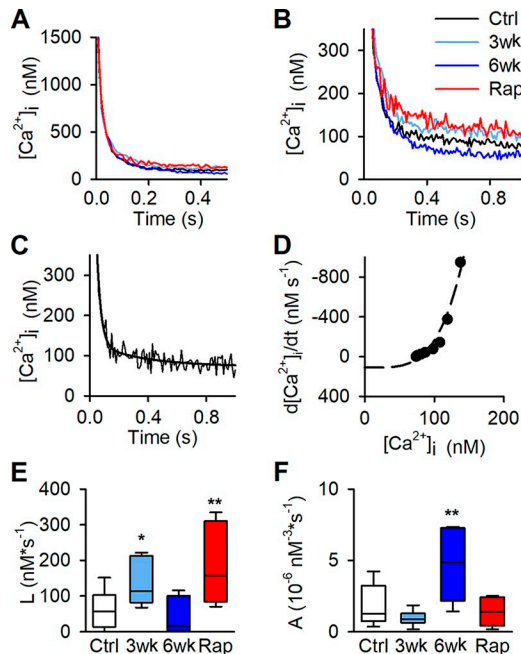 A
B
Ctrl
3wk
6wk
Rap
[Ca²⁺]ᵢ (nM)
1500
1000
500
0
0.0 0.2 0.4
Time (s)
[Ca²⁺]ᵢ (nM)
300
200
100
0
0.0 0.4 0.8
Time (s)
C
D
[Ca²⁺]ᵢ (nM)
300
200
100
0
0.0 0.4 0.8
Time (s)
d[Ca²⁺]ᵢ/dt (nM s⁻¹)
-800
-400
0
400
0 100 200
[Ca²⁺]ᵢ (nM)
E
F
L (nM*s⁻¹)
400
300
200
100
0
*
**
Ctrl 3wk 6wk Rap
A (10⁻⁶ nM⁻³*s⁻¹)
10
5
0
**
Ctrl 3wk 6wk Rap